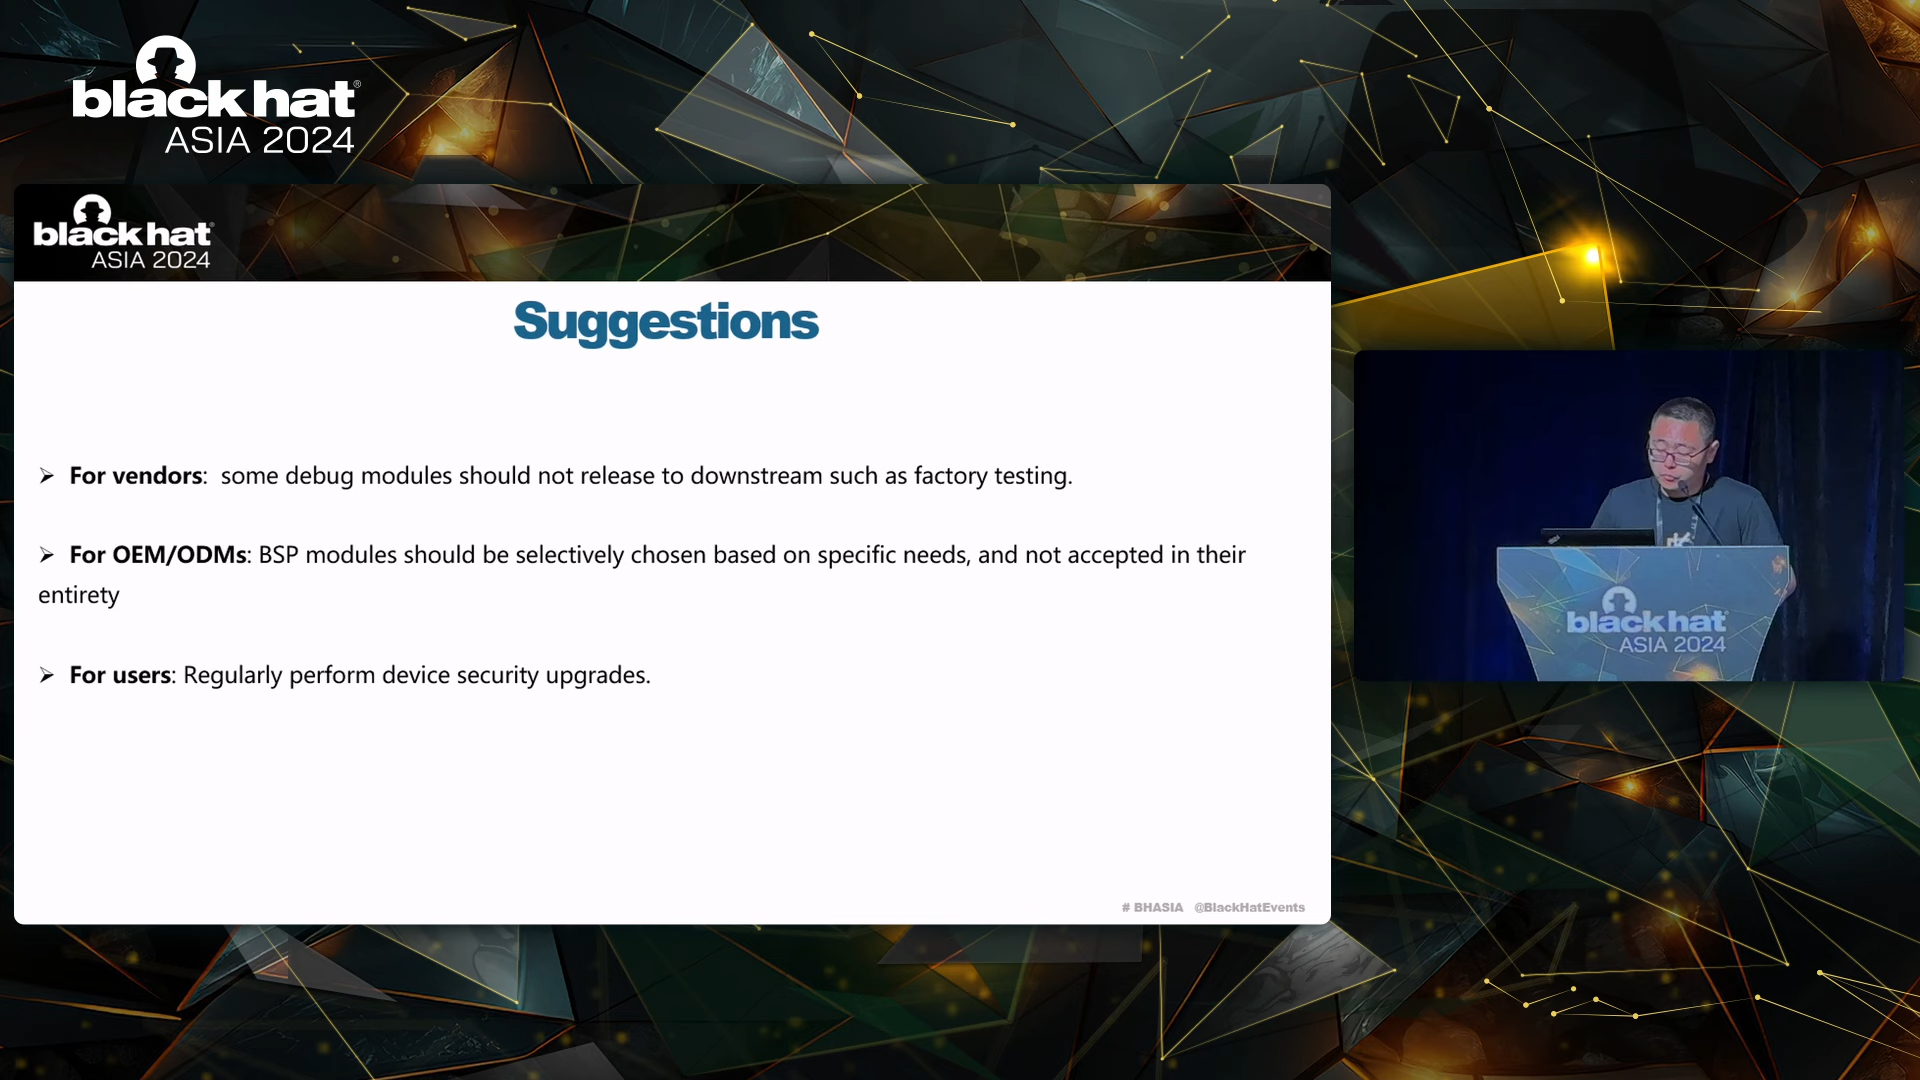 black hat®
ASIA 2024
black hat
ASIA 2024
Suggestions
➢ For vendors:  some debug modules should not release to downstream such as factory testing.
➢ For OEM/ODMs: BSP modules should be selectively chosen based on specific needs, and not accepted in their
entirety
➢ For users: Regularly perform device security upgrades.
# BHASIA @BlackHatEvents
black hat
ASIA 2024